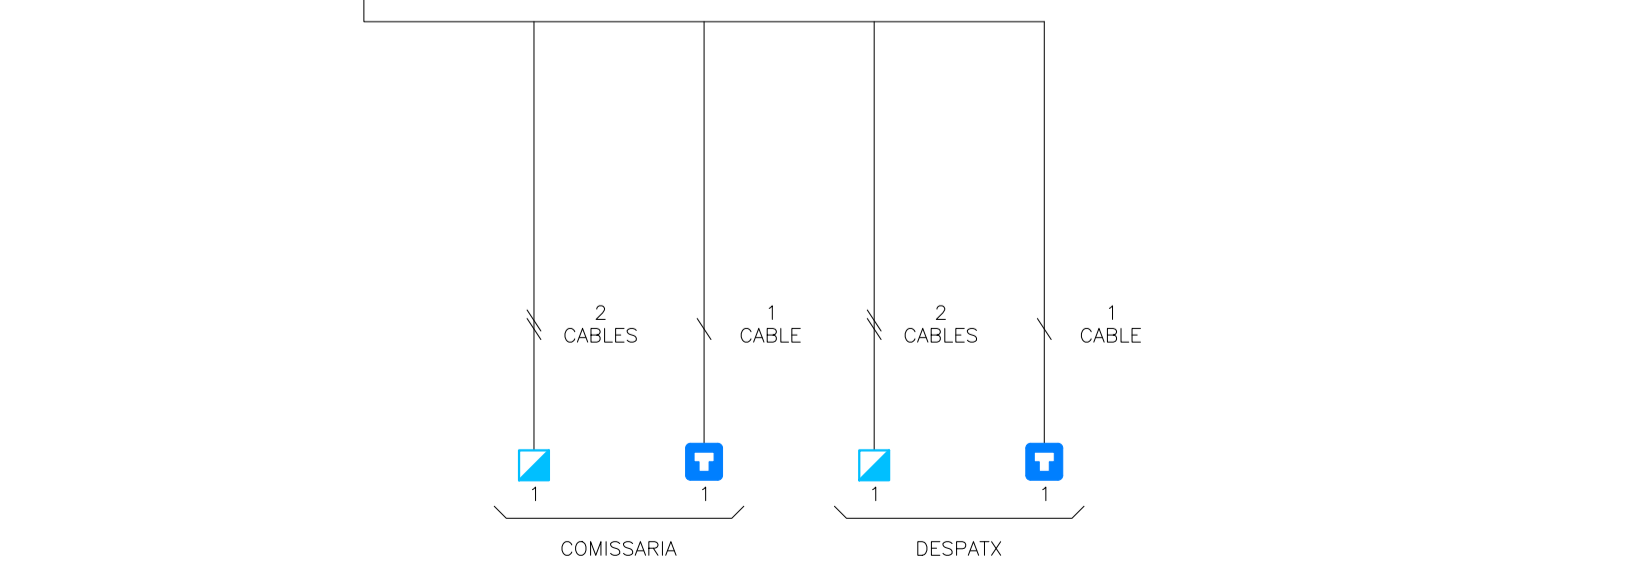 2 1 2 1
CABLES CABLE CABLES CABLE
1 1 1 1
COMISSARIA DESPATX